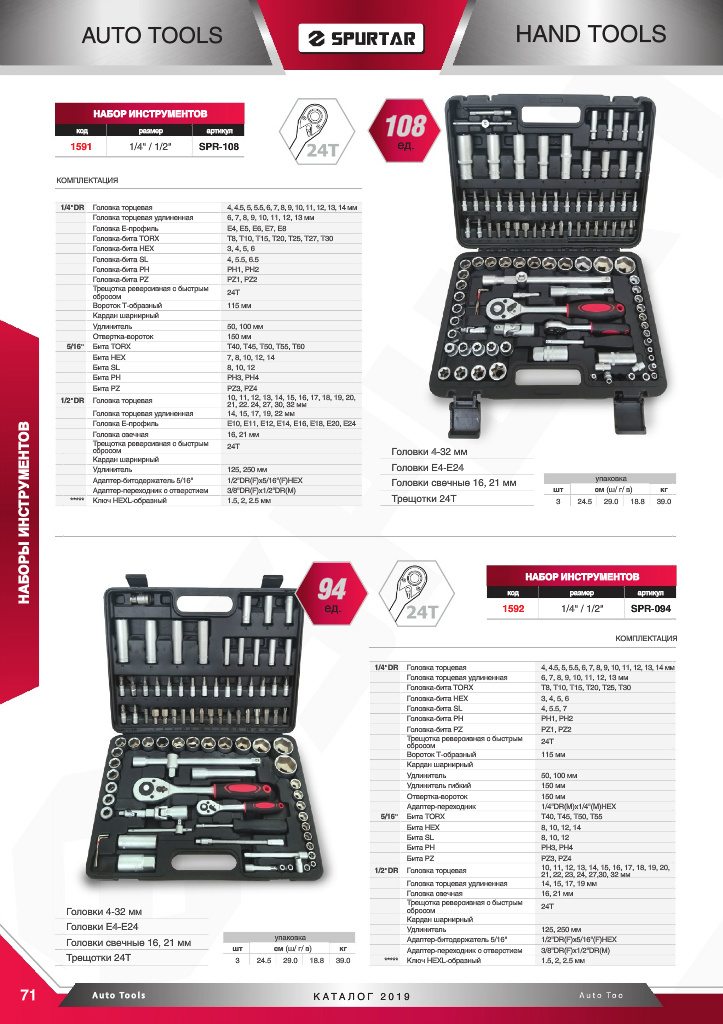 AUTO TOOLS
SPURTAR
HAND TOOLS
НАБОР ИНСТРУМЕНТОВ
код размер артикул
1591 1/4" / 1/2" SPR-108
24T
108
ед.
КОМПЛЕКТАЦИЯ
1/4"DR Головка торцевая 4, 4.5, 5, 5.5, 6, 7, 8, 9, 10, 11, 12, 13, 14 мм
Головка торцевая удлиненная 6, 7, 8, 9, 10, 11, 12, 13 мм
Головка E-профиль E4, E5, E6, E7, E8
Головка-бита TORX T8, T10, T15, T20, T25, T27, T30
Головка-бита HEX 3, 4, 5, 6
Головка-бита SL 4, 5.5, 6.5
Головка-бита PH PH1, PH2
Головка-бита PZ PZ1, PZ2
Трещотка реверсивная с быстрым
сбросом 24T
Вороток Т-образный 115 мм
Кардан шарнирный
Удлинитель 50, 100 мм
Отвертка-вороток 150 мм
5/16" Бита TORX T40, T45, T50, T55, T60
Бита HEX 7, 8, 10, 12, 14
Бита SL 8, 10, 12
Бита PH PH3, PH4
Бита PZ PZ3, PZ4
1/2"DR Головка торцевая 10, 11, 12, 13, 14, 15, 16, 17, 18, 19, 20,
21, 22. 24, 27, 30, 32 мм
Головка торцевая удлиненная 14, 15, 17, 19, 22 мм
Головка E-профиль E10, E11, E12, E14, E16, E18, E20, E24
Головка свечная 16, 21 мм
Трещотка реверсивная с быстрым
сбросом 24T
Кардан шарнирный
Удлинитель 125, 250 мм
Адаптер-битодержатель 5/16" 1/2"DR(F)x5/16"(F)HEX
Адаптер-переходник с отверстием 3/8"DR(F)x1/2"DR(M)
***** Ключ HEXL-образный 1.5, 2, 2.5 мм
Головки 4-32 мм
Головки E4-E24
Головки свечные 16, 21 мм
Трещотки 24Т
упаковка
шт см (ш/ г/ в) кг
3 24.5 29.0 18.8 39.0
НАБОРЫ ИНСТРУМЕНТОВ
94
ед.
24T
НАБОР ИНСТРУМЕНТОВ
код размер артикул
1592 1/4" / 1/2" SPR-094
КОМПЛЕКТАЦИЯ
1/4"DR Головка торцевая 4, 4.5, 5, 5.5, 6, 7, 8, 9, 10, 11, 12, 13, 14 мм
Головка торцевая удлиненная 6, 7, 8, 9, 10, 11, 12, 13 мм
Головка-бита TORX T8, T10, T15, T20, T25, T30
Головка-бита HEX 3, 4, 5, 6
Головка-бита SL 4, 5.5, 7
Головка-бита PH PH1, PH2
Головка-бита PZ PZ1, PZ2
Трещотка реверсивная с быстрым
сбросом 24T
Вороток Т-образный 115 мм
Кардан шарнирный
Удлинитель 50, 100 мм
Удлинитель гибкий 150 мм
Отвертка-вороток 150 мм
Адаптер-переходник 1/4"DR(M)x1/4"(M)HEX
5/16" Бита TORX T40, T45, T50, T55
Бита HEX 8, 10, 12, 14
Бита SL 8, 10, 12
Бита PH PH3, PH4
Бита PZ PZ3, PZ4
1/2"DR Головка торцевая 10, 11, 12, 13, 14, 15, 16, 17, 18, 19, 20,
21, 22, 23, 24, 27,30, 32 мм
Головка торцевая удлиненная 14, 15, 17, 19 мм
Головка свечная 16, 21 мм
Трещотка реверсивная с быстрым
сбросом 24T
Кардан шарнирный
Удлинитель 125, 250 мм
Адаптер-битодержатель 5/16" 1/2"DR(F)x5/16"(F)HEX
Адаптер-переходник с отверстием 3/8"DR(F)x1/2"DR(M)
***** Ключ HEXL-образный 1.5, 2, 2.5 мм
Головки 4-32 мм
Головки E4-E24
Головки свечные 16, 21 мм
Трещотки 24Т
упаковка
шт см (ш/ г/ в) кг
3 24.5 29.0 18.8 39.0
71 Auto Tools КАТАЛОГ 2019 Auto Too